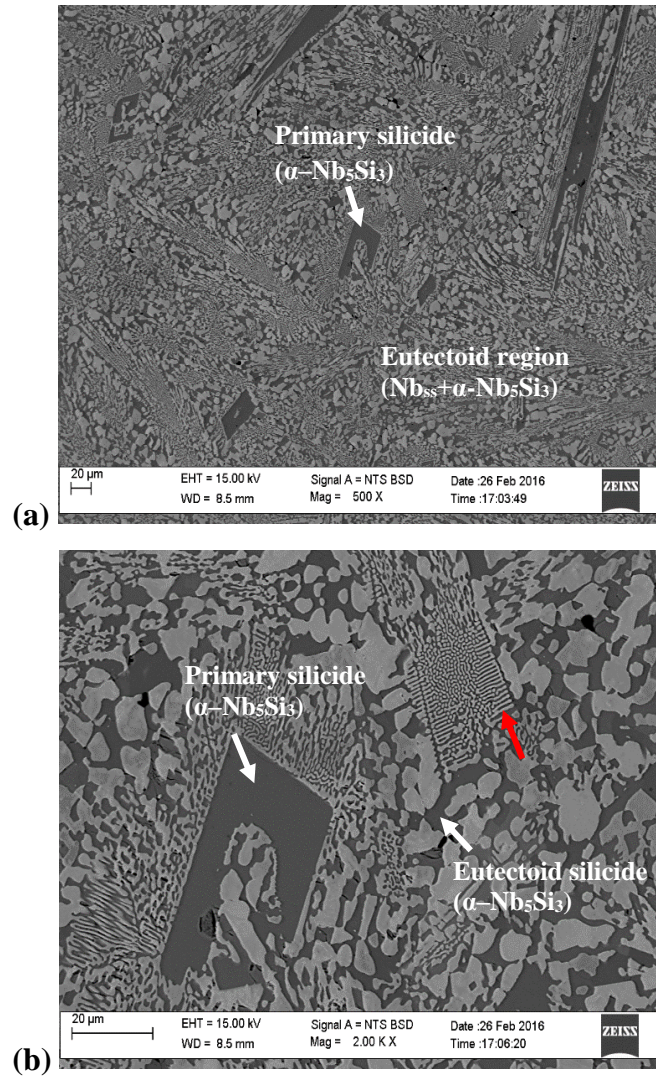 Primary silicide
(α–Nb₅Si₃)
Eutectoid region
(Nbss+α-Nb₅Si₃)
20 µm
EHT = 15.00 kV
WD = 8.5 mm
Signal A = NTS BSD
Mag = 500 X
Date :26 Feb 2016
Time :17:03:49
ZEISS
(a)
Primary silicide
(α–Nb₅Si₃)
Eutectoid silicide
(α–Nb₅Si₃)
20 µm
EHT = 15.00 kV
WD = 8.5 mm
Signal A = NTS BSD
Mag = 2.00 K X
Date :26 Feb 2016
Time :17:06:20
ZEISS
(b)